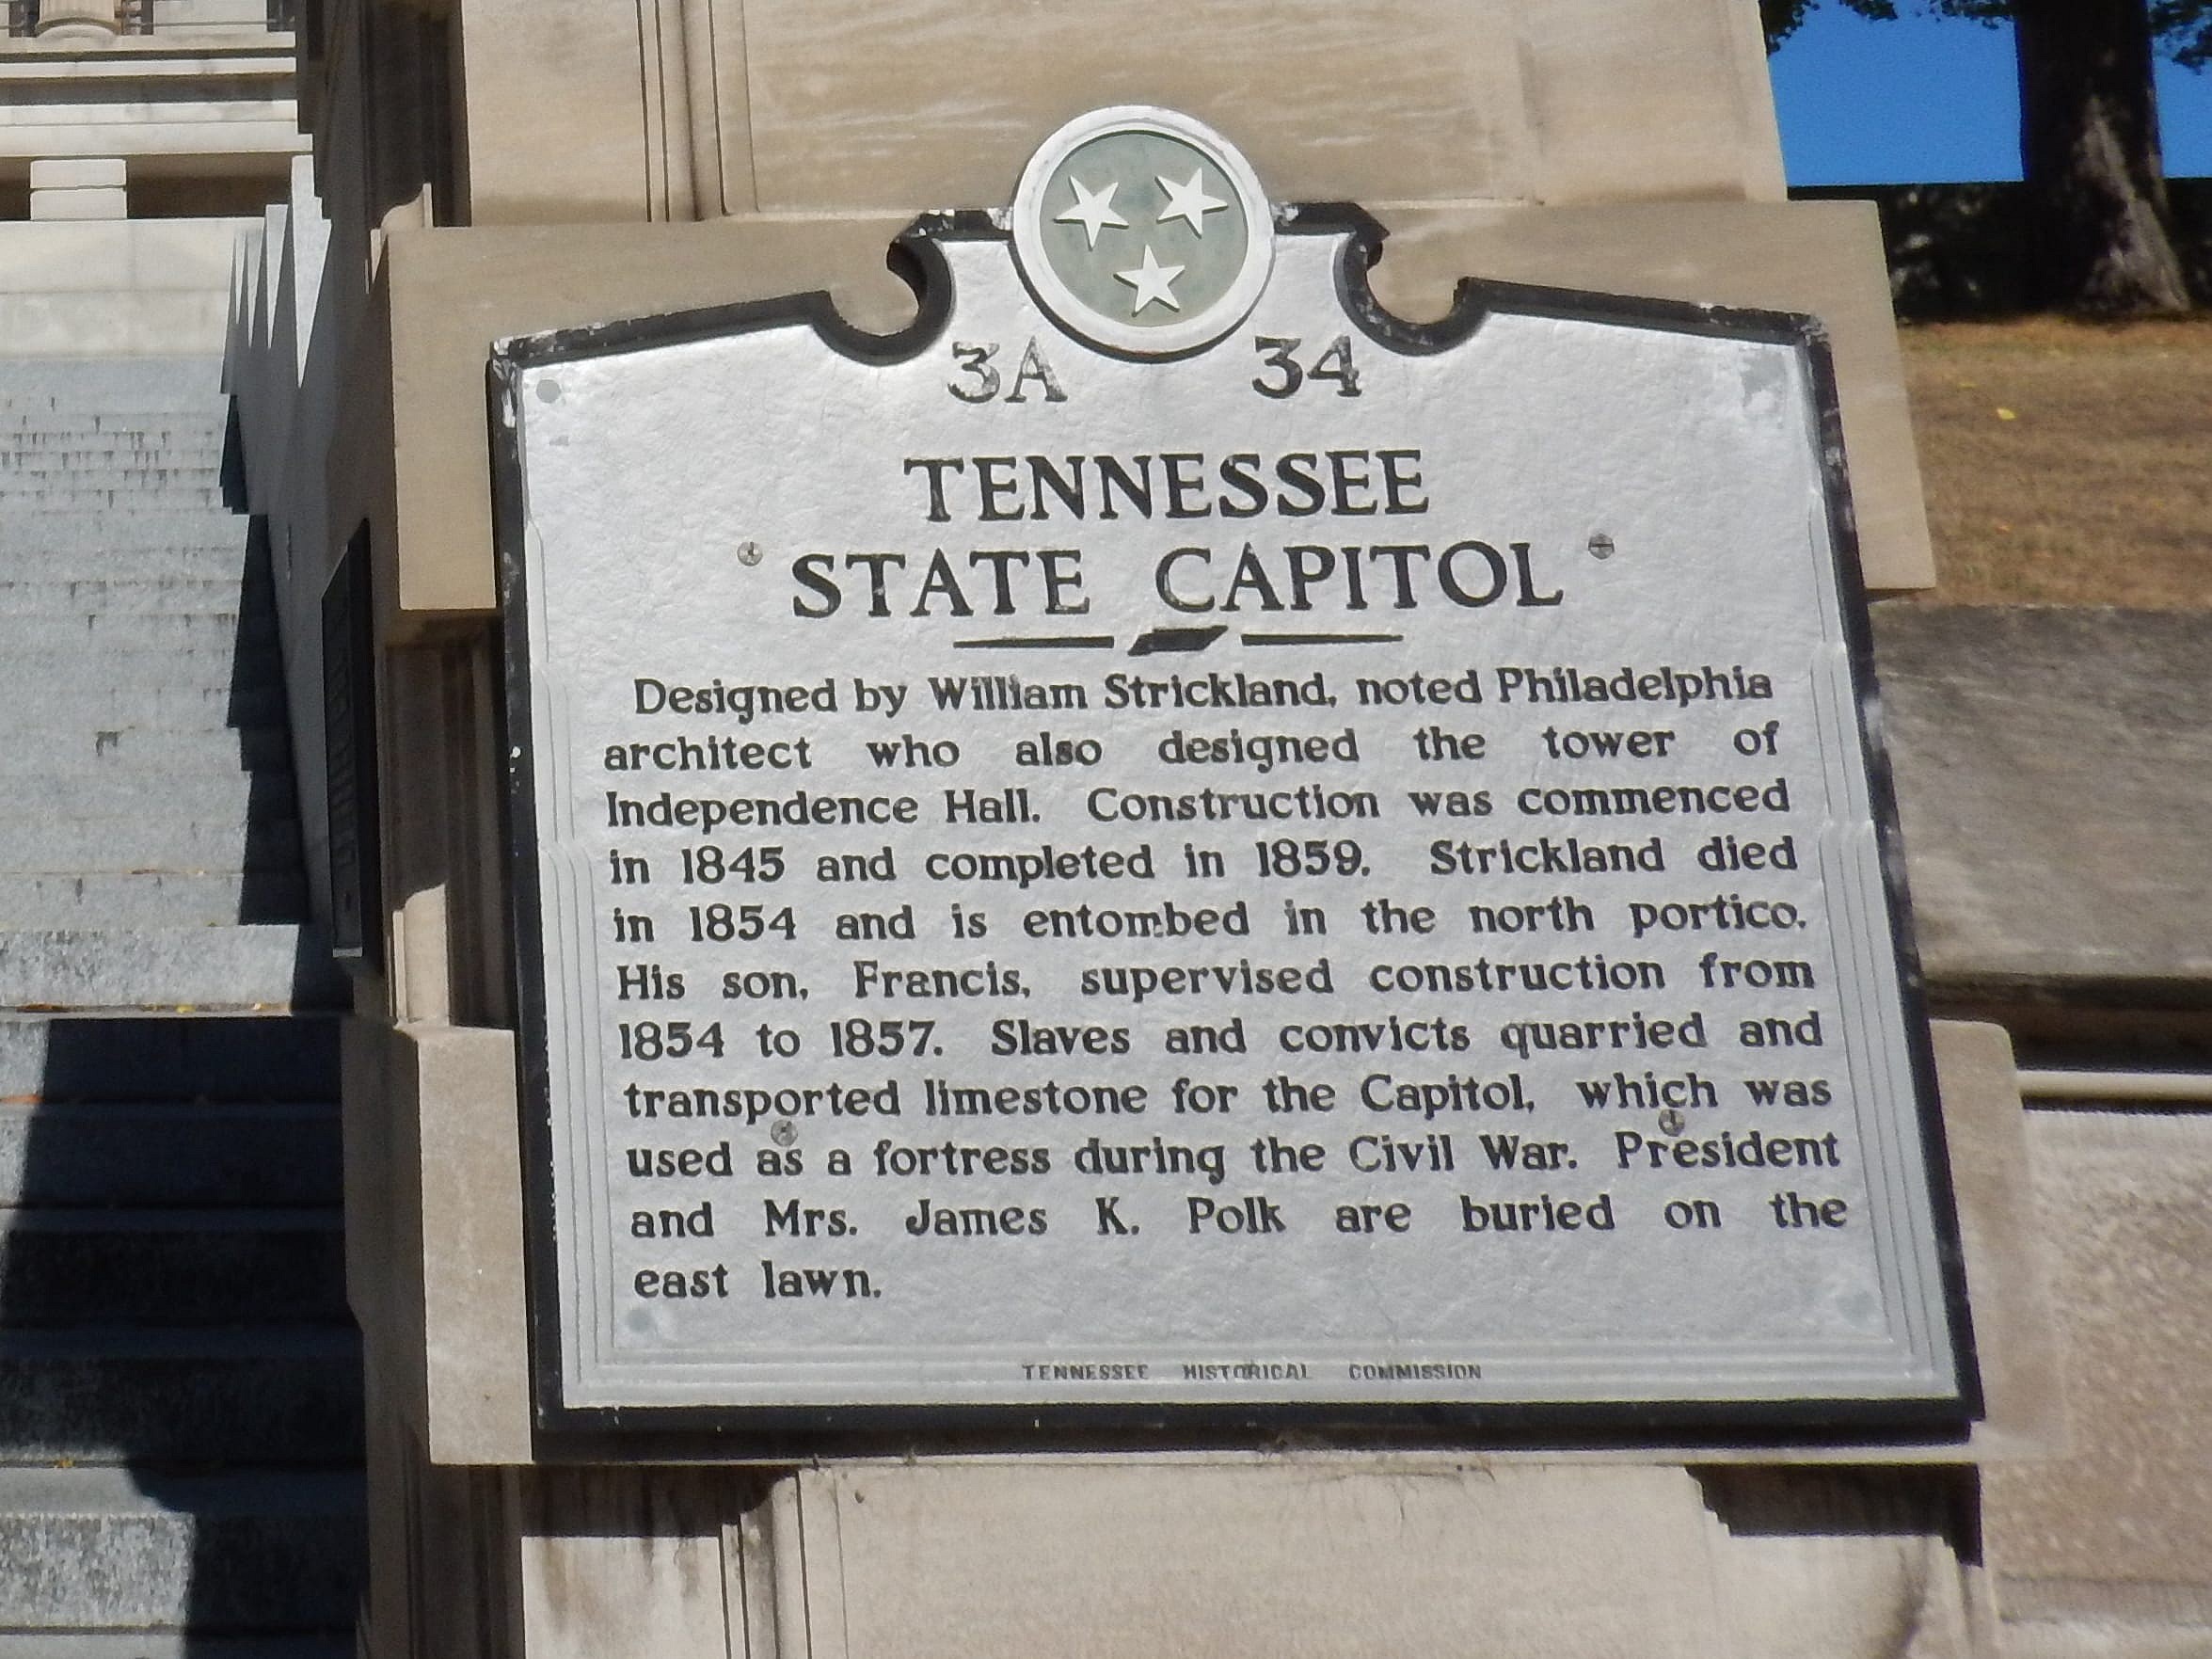 3A 34
TENNESSEE
STATE CAPITOL
Designed by William Strickland, noted Philadelphia
architect who also designed the tower of
Independence Hall. Construction was commenced
in 1845 and completed in 1859. Strickland died
in 1854 and is entombed in the north portico.
His son, Francis, supervised construction from
1854 to 1857. Slaves and convicts quarried and
transported limestone for the Capitol, which was
used as a fortress during the Civil War. President
and Mrs. James K. Polk are buried on the
east lawn.
TENNESSEE HISTORICAL COMMISSION